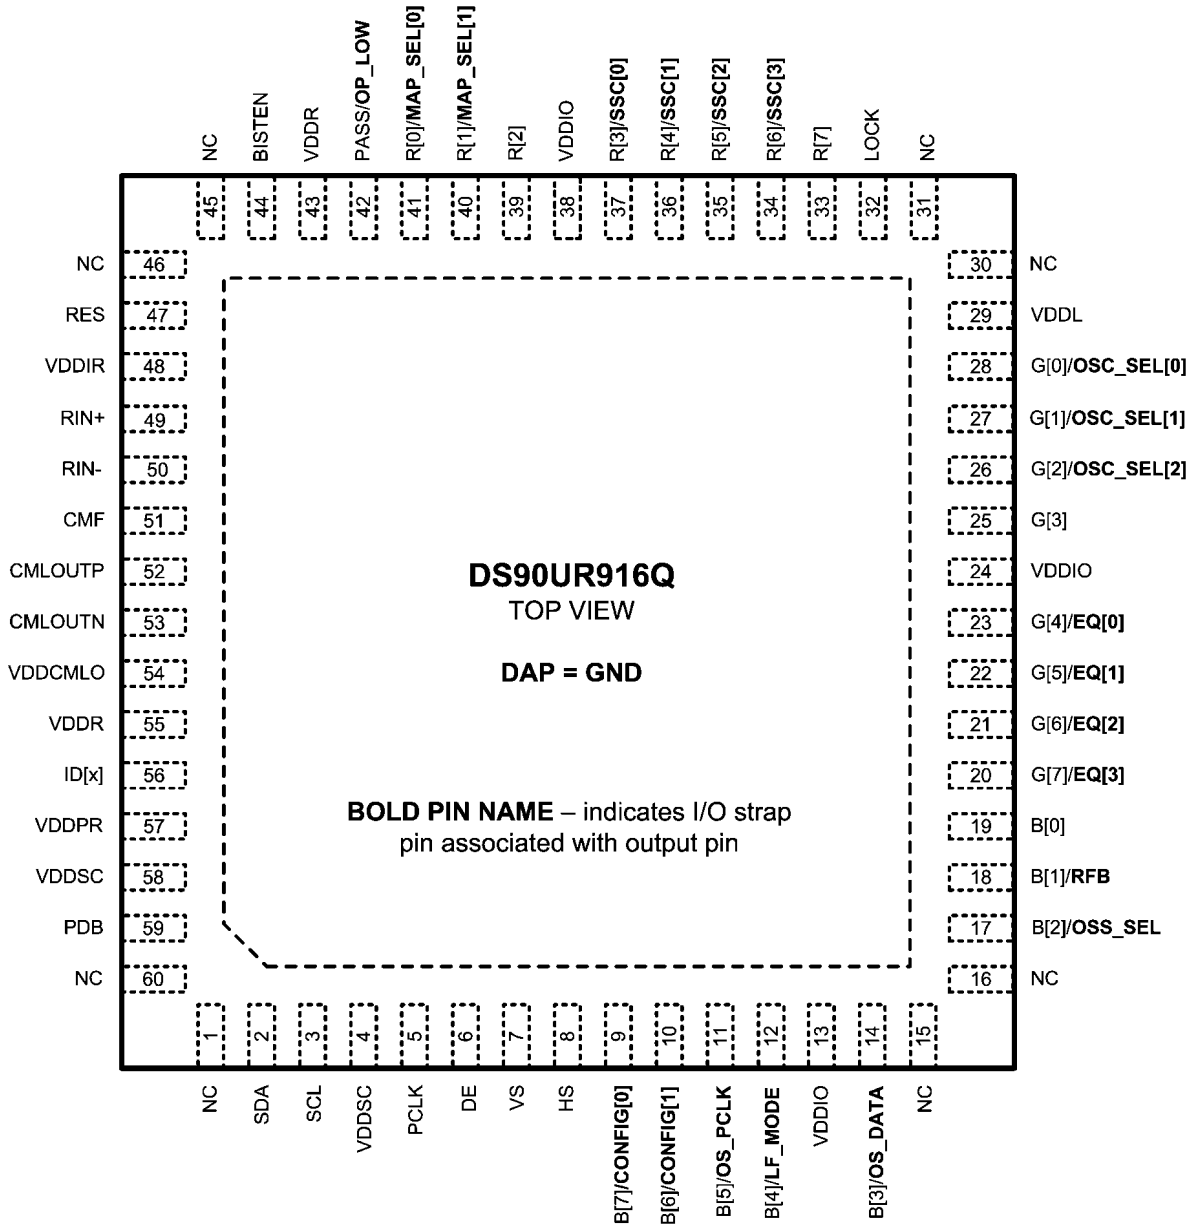 NC
BISTEN
VDDR
PASS/OP_LOW
R[0]/MAP_SEL[0]
R[1]/MAP_SEL[1]
R[2]
VDDIO
R[3]/SSC[0]
R[4]/SSC[1]
R[5]/SSC[2]
R[6]/SSC[3]
R[7]
LOCK
NC
45
44
43
42
41
40
39
38
37
36
35
34
33
32
31
NC 46
RES 47
VDDIR 48
RIN+ 49
RIN- 50
CMF 51
CMLOUTP 52
CMLOUTN 53
VDDCMLO 54
VDDR 55
ID[x] 56
VDDPR 57
VDDSC 58
PDB 59
NC 60
DS90UR916Q
TOP VIEW
DAP = GND
BOLD PIN NAME – indicates I/O strap
pin associated with output pin
30 NC
29 VDDL
28 G[0]/OSC_SEL[0]
27 G[1]/OSC_SEL[1]
26 G[2]/OSC_SEL[2]
25 G[3]
24 VDDIO
23 G[4]/EQ[0]
22 G[5]/EQ[1]
21 G[6]/EQ[2]
20 G[7]/EQ[3]
19 B[0]
18 B[1]/RFB
17 B[2]/OSS_SEL
16 NC
1
2
3
4
5
6
7
8
9
10
11
12
13
14
15
NC
SDA
SCL
VDDSC
PCLK
DE
VS
HS
B[7]/CONFIG[0]
B[6]/CONFIG[1]
B[5]/OS_PCLK
B[4]/LF_MODE
VDDIO
B[3]/OS_DATA
NC